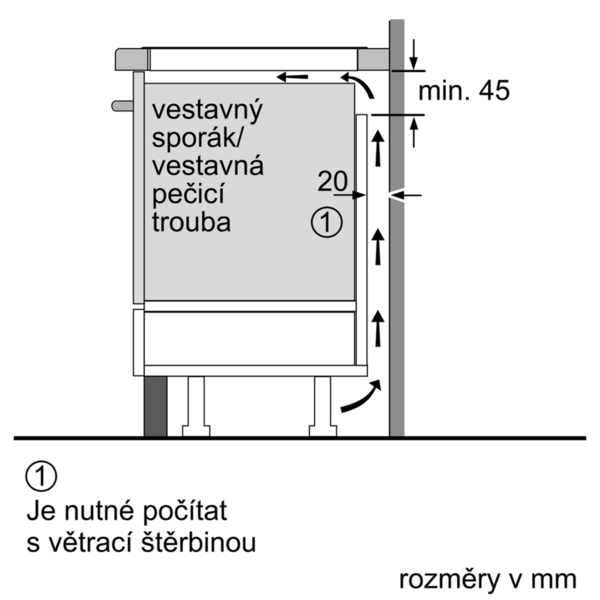 min. 45
vestavný
sporák/
vestavná
pečicí
trouba
20
1
1
Je nutné počítat
s větrací štěrbinou
rozměry v mm